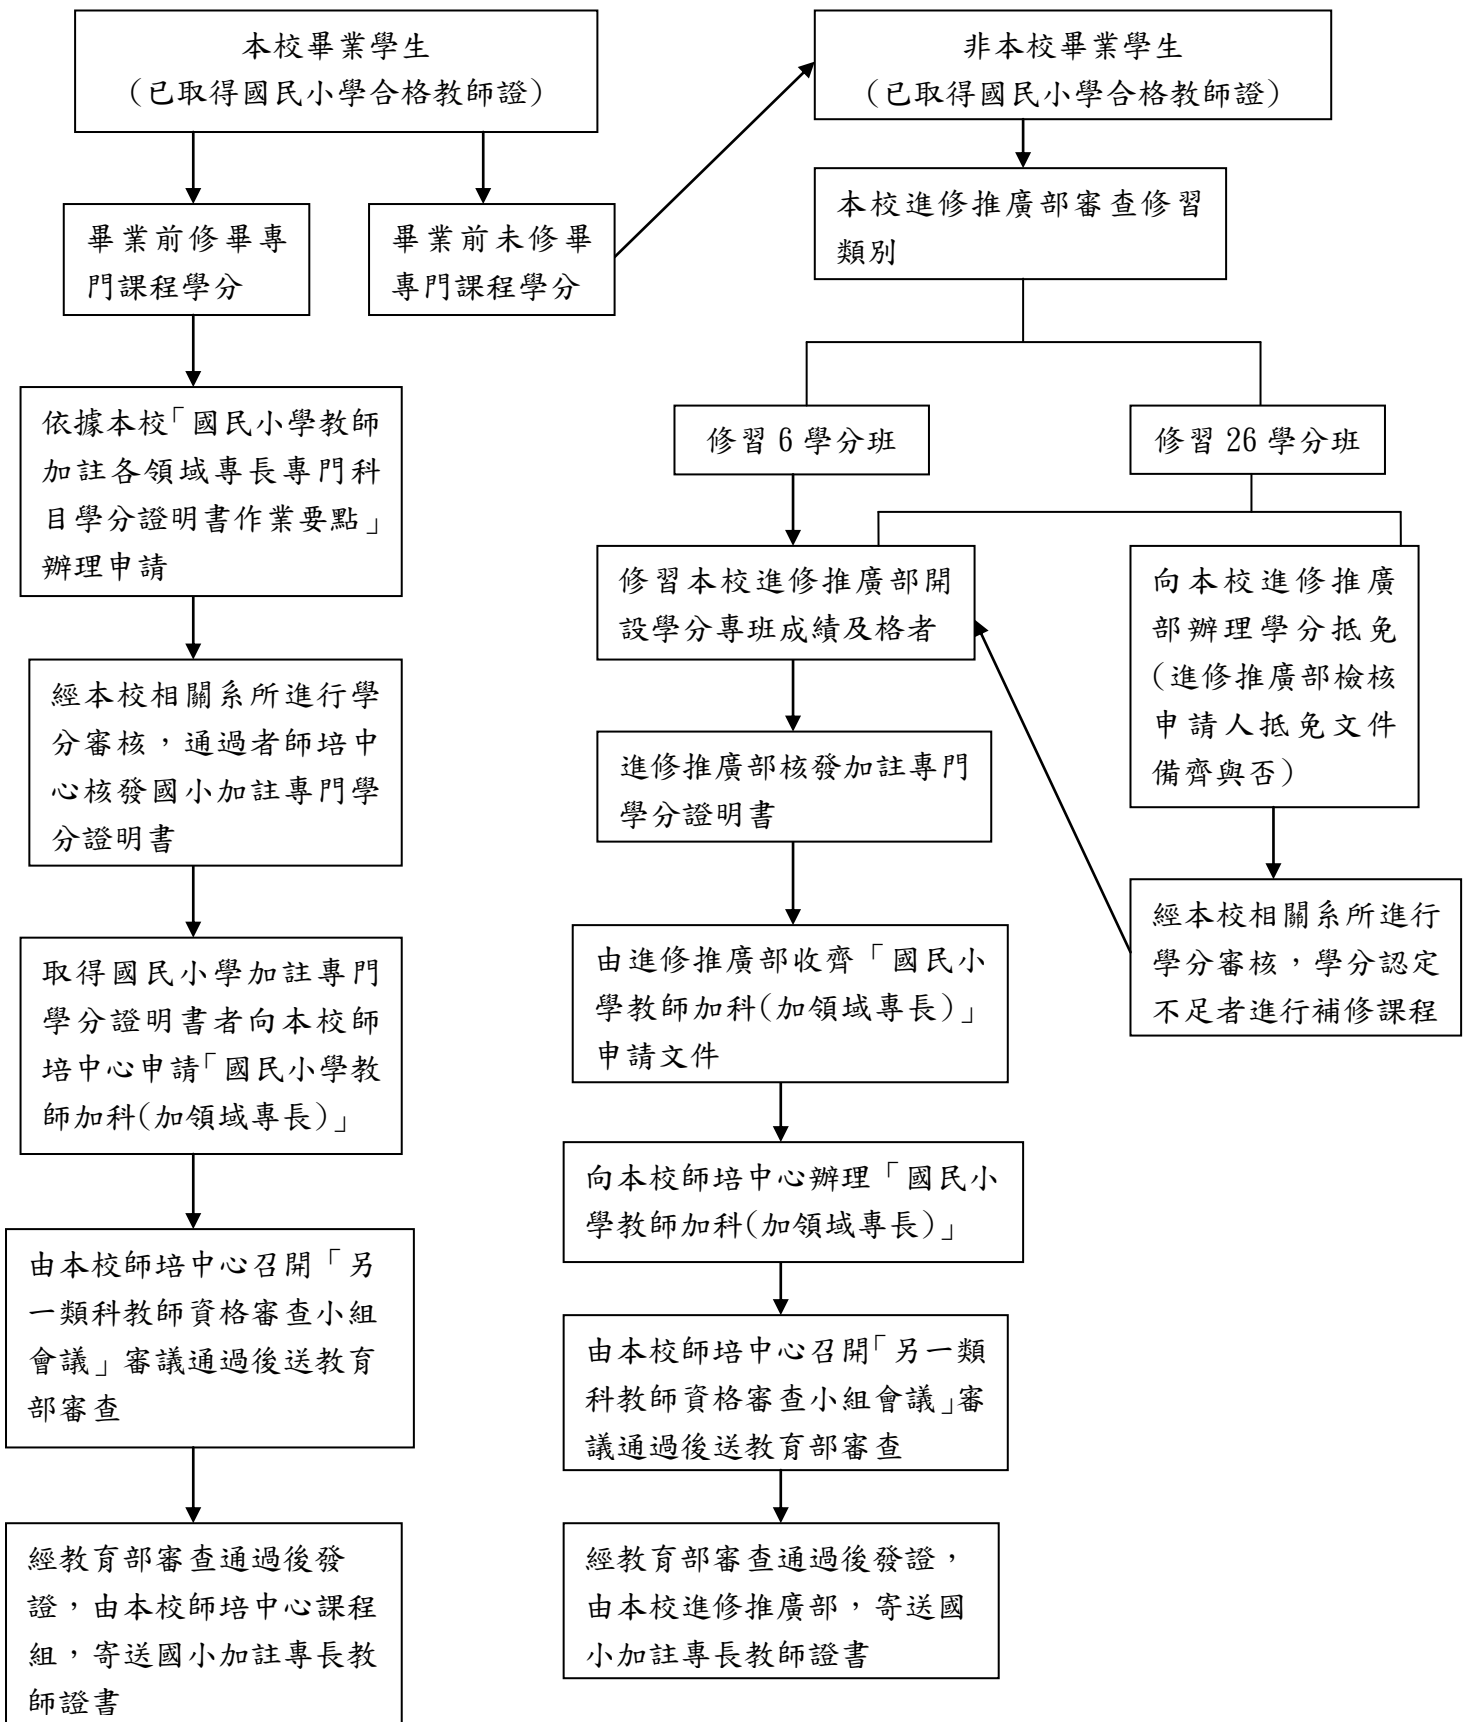 本校畢業學生
(已取得國民小學合格教師證)
非本校畢業學生
(已取得國民小學合格教師證)
畢業前修畢專
門課程學分
畢業前未修畢
專門課程學分
本校進修推廣部審查修習
類別
依據本校「國民小學教師
加註各領域專長專門科
目學分證明書作業要點」
辦理申請
修習 6 學分班
修習 26 學分班
修習本校進修推廣部開
設學分專班成績及格者
向本校進修推廣
部辦理學分抵免
(進修推廣部檢核
申請人抵免文件
備齊與否)
經本校相關系所進行學
分審核，通過者師培中
心核發國小加註專門學
分證明書
進修推廣部核發加註專門
學分證明書
經本校相關系所進行
學分審核，學分認定
不足者進行補修課程
取得國民小學加註專門
學分證明書者向本校師
培中心申請「國民小學教
師加科(加領域專長)」
由進修推廣部收齊「國民小
學教師加科(加領域專長)」
申請文件
向本校師培中心辦理「國民小
學教師加科(加領域專長)」
由本校師培中心召開「另
一類科教師資格審查小組
會議」審議通過後送教育
部審查
由本校師培中心召開「另一類
科教師資格審查小組會議」審
議通過後送教育部審查
經教育部審查通過後發
證，由本校師培中心課程
組，寄送國小加註專長教
師證書
經教育部審查通過後發證，
由本校進修推廣部，寄送國
小加註專長教師證書